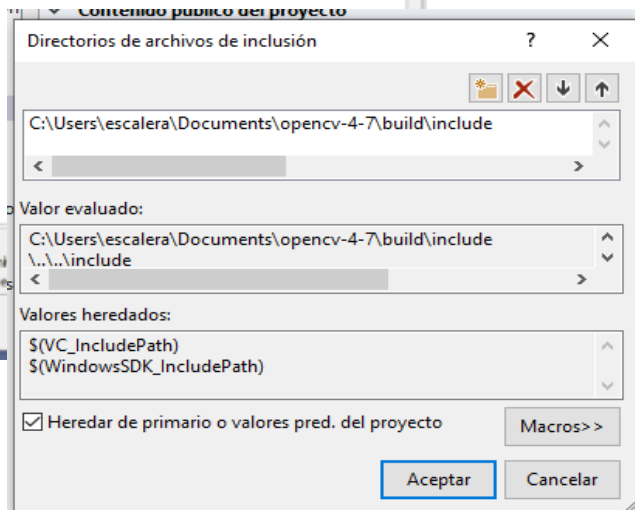 Contenido público del proyecto
Directorios de archivos de inclusión
C:\Users\escalera\Documents\opencv-4-7\build\include
Valor evaluado:
C:\Users\escalera\Documents\opencv-4-7\build\include
\..\..\include
Valores heredados:
$(VC_IncludePath)
$(WindowsSDK_IncludePath)
Heredar de primario o valores pred. del proyecto
Macros>>
Aceptar Cancelar